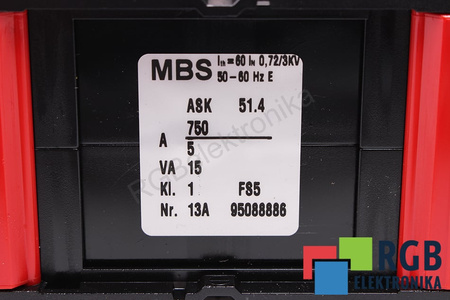 MBS Ith=60 IN 0,72/3KV
50-60 Hz E
ASK 51.4
A 750
5
VA 15
Kl. 1 FS5
Nr. 13A 95088886
RGBelektronika
RGB
ELEKTRONIKA